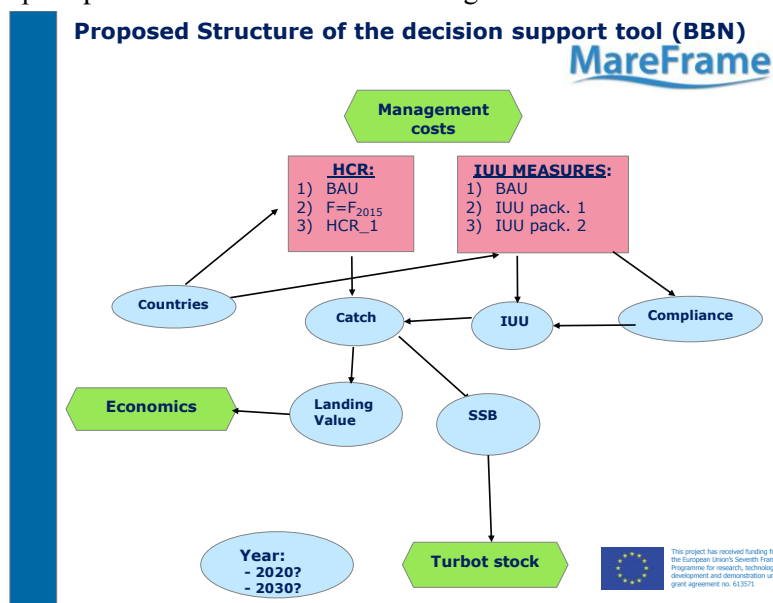 Proposed Structure of the decision support tool (BBN)
MareFrame
Management
costs
HCR:
1) BAU
2) F=F2015
3) HCR_1
IUU MEASURES:
1) BAU
2) IUU pack. 1
3) IUU pack. 2
Countries
Catch
IUU
Compliance
Economics
Landing
Value
SSB
Year:
- 2020?
- 2030?
Turbot stock
This project has received funding
the European Union's Seventh Fram
Programme for research, technolog
development and demonstration un
grant agreement no. 613571